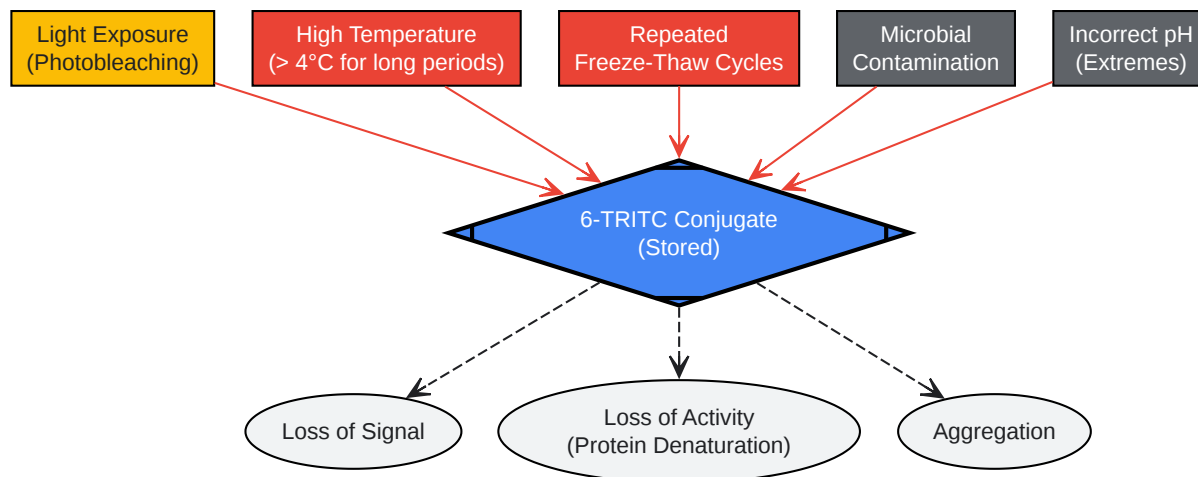 Light Exposure
(Photobleaching)
High Temperature
(> 4°C for long periods)
Repeated
Freeze-Thaw Cycles
Microbial
Contamination
Incorrect pH
(Extremes)
6-TRITC Conjugate
(Stored)
Loss of Signal
Loss of Activity
(Protein Denaturation)
Aggregation